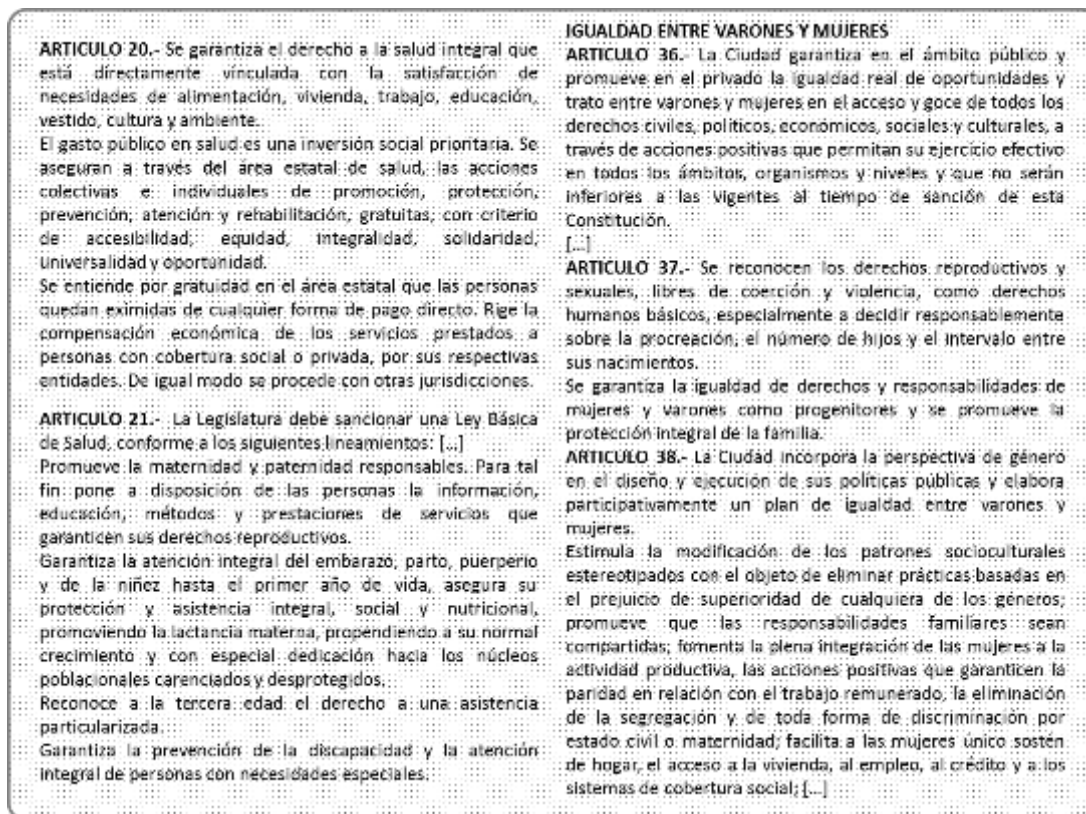 ARTICULO 20.- Se garantiza el derecho a la salud integral que
está directamente vinculada con la satisfacción de
necesidades de alimentación, vivienda, trabajo, educación,
vestido, cultura y ambiente.
El gasto público en salud es una inversión social prioritaria. Se
aseguran a través del área estatal de salud, las acciones
colectivas e individuales de promoción, protección,
prevención, atención y rehabilitación, gratuitas, con criterio
de accesibilidad, equidad, integralidad, solidaridad,
universalidad y oportunidad.
Se entiende por gratuidad en el área estatal que las personas
quedan eximidas de cualquier forma de pago directo. Rige la
compensación económica de los servicios prestados a
personas con cobertura social o privada, por sus respectivas
entidades. De igual modo se procede con otras jurisdicciones.
ARTICULO 21.- La Legislatura debe sancionar una Ley Básica
de Salud, conforme a los siguientes lineamientos: [...]
Promueve la maternidad y paternidad responsables. Para tal
fin pone a disposición de las personas la información,
educación, métodos y prestaciones de servicios que
garanticen sus derechos reproductivos.
Garantiza la atención integral del embarazo, parto, puerperio
y de la niñez hasta el primer año de vida, asegura su
protección y asistencia integral, social y nutricional,
promoviendo la lactancia materna, propendiendo a su normal
crecimiento y con especial dedicación hacia los núcleos
poblacionales carenciados y desprotegidos.
Reconoce a la tercera edad el derecho a una asistencia
particularizada.
Garantiza la prevención de la discapacidad y la atención
integral de personas con necesidades especiales.
IGUALDAD ENTRE VARONES Y MUJERES
ARTICULO 36.- La Ciudad garantiza en el ámbito público y
promueve en el privado la igualdad real de oportunidades y
trato entre varones y mujeres en el acceso y goce de todos los
derechos civiles, políticos, económicos, sociales y culturales, a
través de acciones positivas que permitan su ejercicio efectivo
en todos los ámbitos, organismos y niveles y que no serán
inferiores a las vigentes al tiempo de sanción de esta
Constitución.
[...]
ARTICULO 37.- Se reconocen los derechos reproductivos y
sexuales, libres de coerción y violencia, como derechos
humanos básicos, especialmente a decidir responsablemente
sobre la procreación, el número de hijos y el intervalo entre
sus nacimientos.
Se garantiza la igualdad de derechos y responsabilidades de
mujeres y varones como progenitores y se promueve la
protección integral de la familia.
ARTICULO 38.- La Ciudad incorpora la perspectiva de género
en el diseño y ejecución de sus políticas públicas y elabora
participativamente un plan de igualdad entre varones y
mujeres.
Estimula la modificación de los patrones socioculturales
estereotipados con el objeto de eliminar prácticas basadas en
el prejuicio de superioridad de cualquiera de los géneros;
promueve que las responsabilidades familiares sean
compartidas; fomenta la plena integración de las mujeres a la
actividad productiva, las acciones positivas que garanticen la
paridad en relación con el trabajo remunerado, la eliminación
de la segregación y de toda forma de discriminación por
estado civil o maternidad; facilita a las mujeres único sostén
de hogar, el acceso a la vivienda, al empleo, al crédito y a los
sistemas de cobertura social; [...]